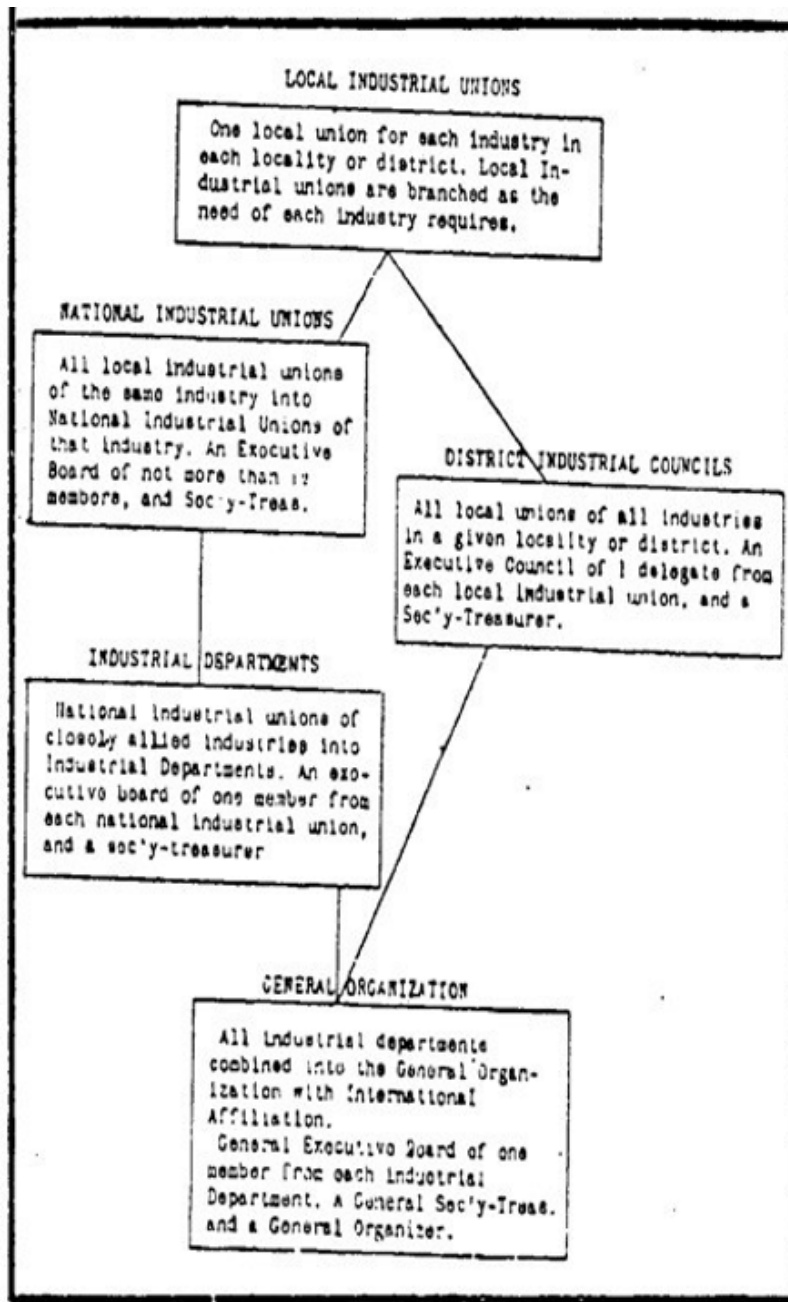 LOCAL INDUSTRIAL UNIONS
One local union for each industry in
each locality or district. Local In-
dustrial unions are branched as the
need of each industry requires.
NATIONAL INDUSTRIAL UNIONS
All local industrial unions
of the same industry into
National Industrial Unions of
that industry. An Executive
Board of not more than
members, and Sec'y-Treas.
DISTRICT INDUSTRIAL COUNCILS
All local unions of all industries
in a given locality or district. An
Executive Council of 1 delegate from
each local industrial union, and a
Sec'y-Treasurer.
INDUSTRIAL DEPARTMENTS
National industrial unions of
closely allied industries into
Industrial Departments. An exe-
cutive board of one member from
each national industrial union,
and a sec'y-treasurer
GENERAL ORGANIZATION
All industrial departments
combined into the General Organ-
ization with International
Affiliation.
General Executive Board of one
member from each Industrial
Department, a General Sec'y-Treas.
and a General Organizer.